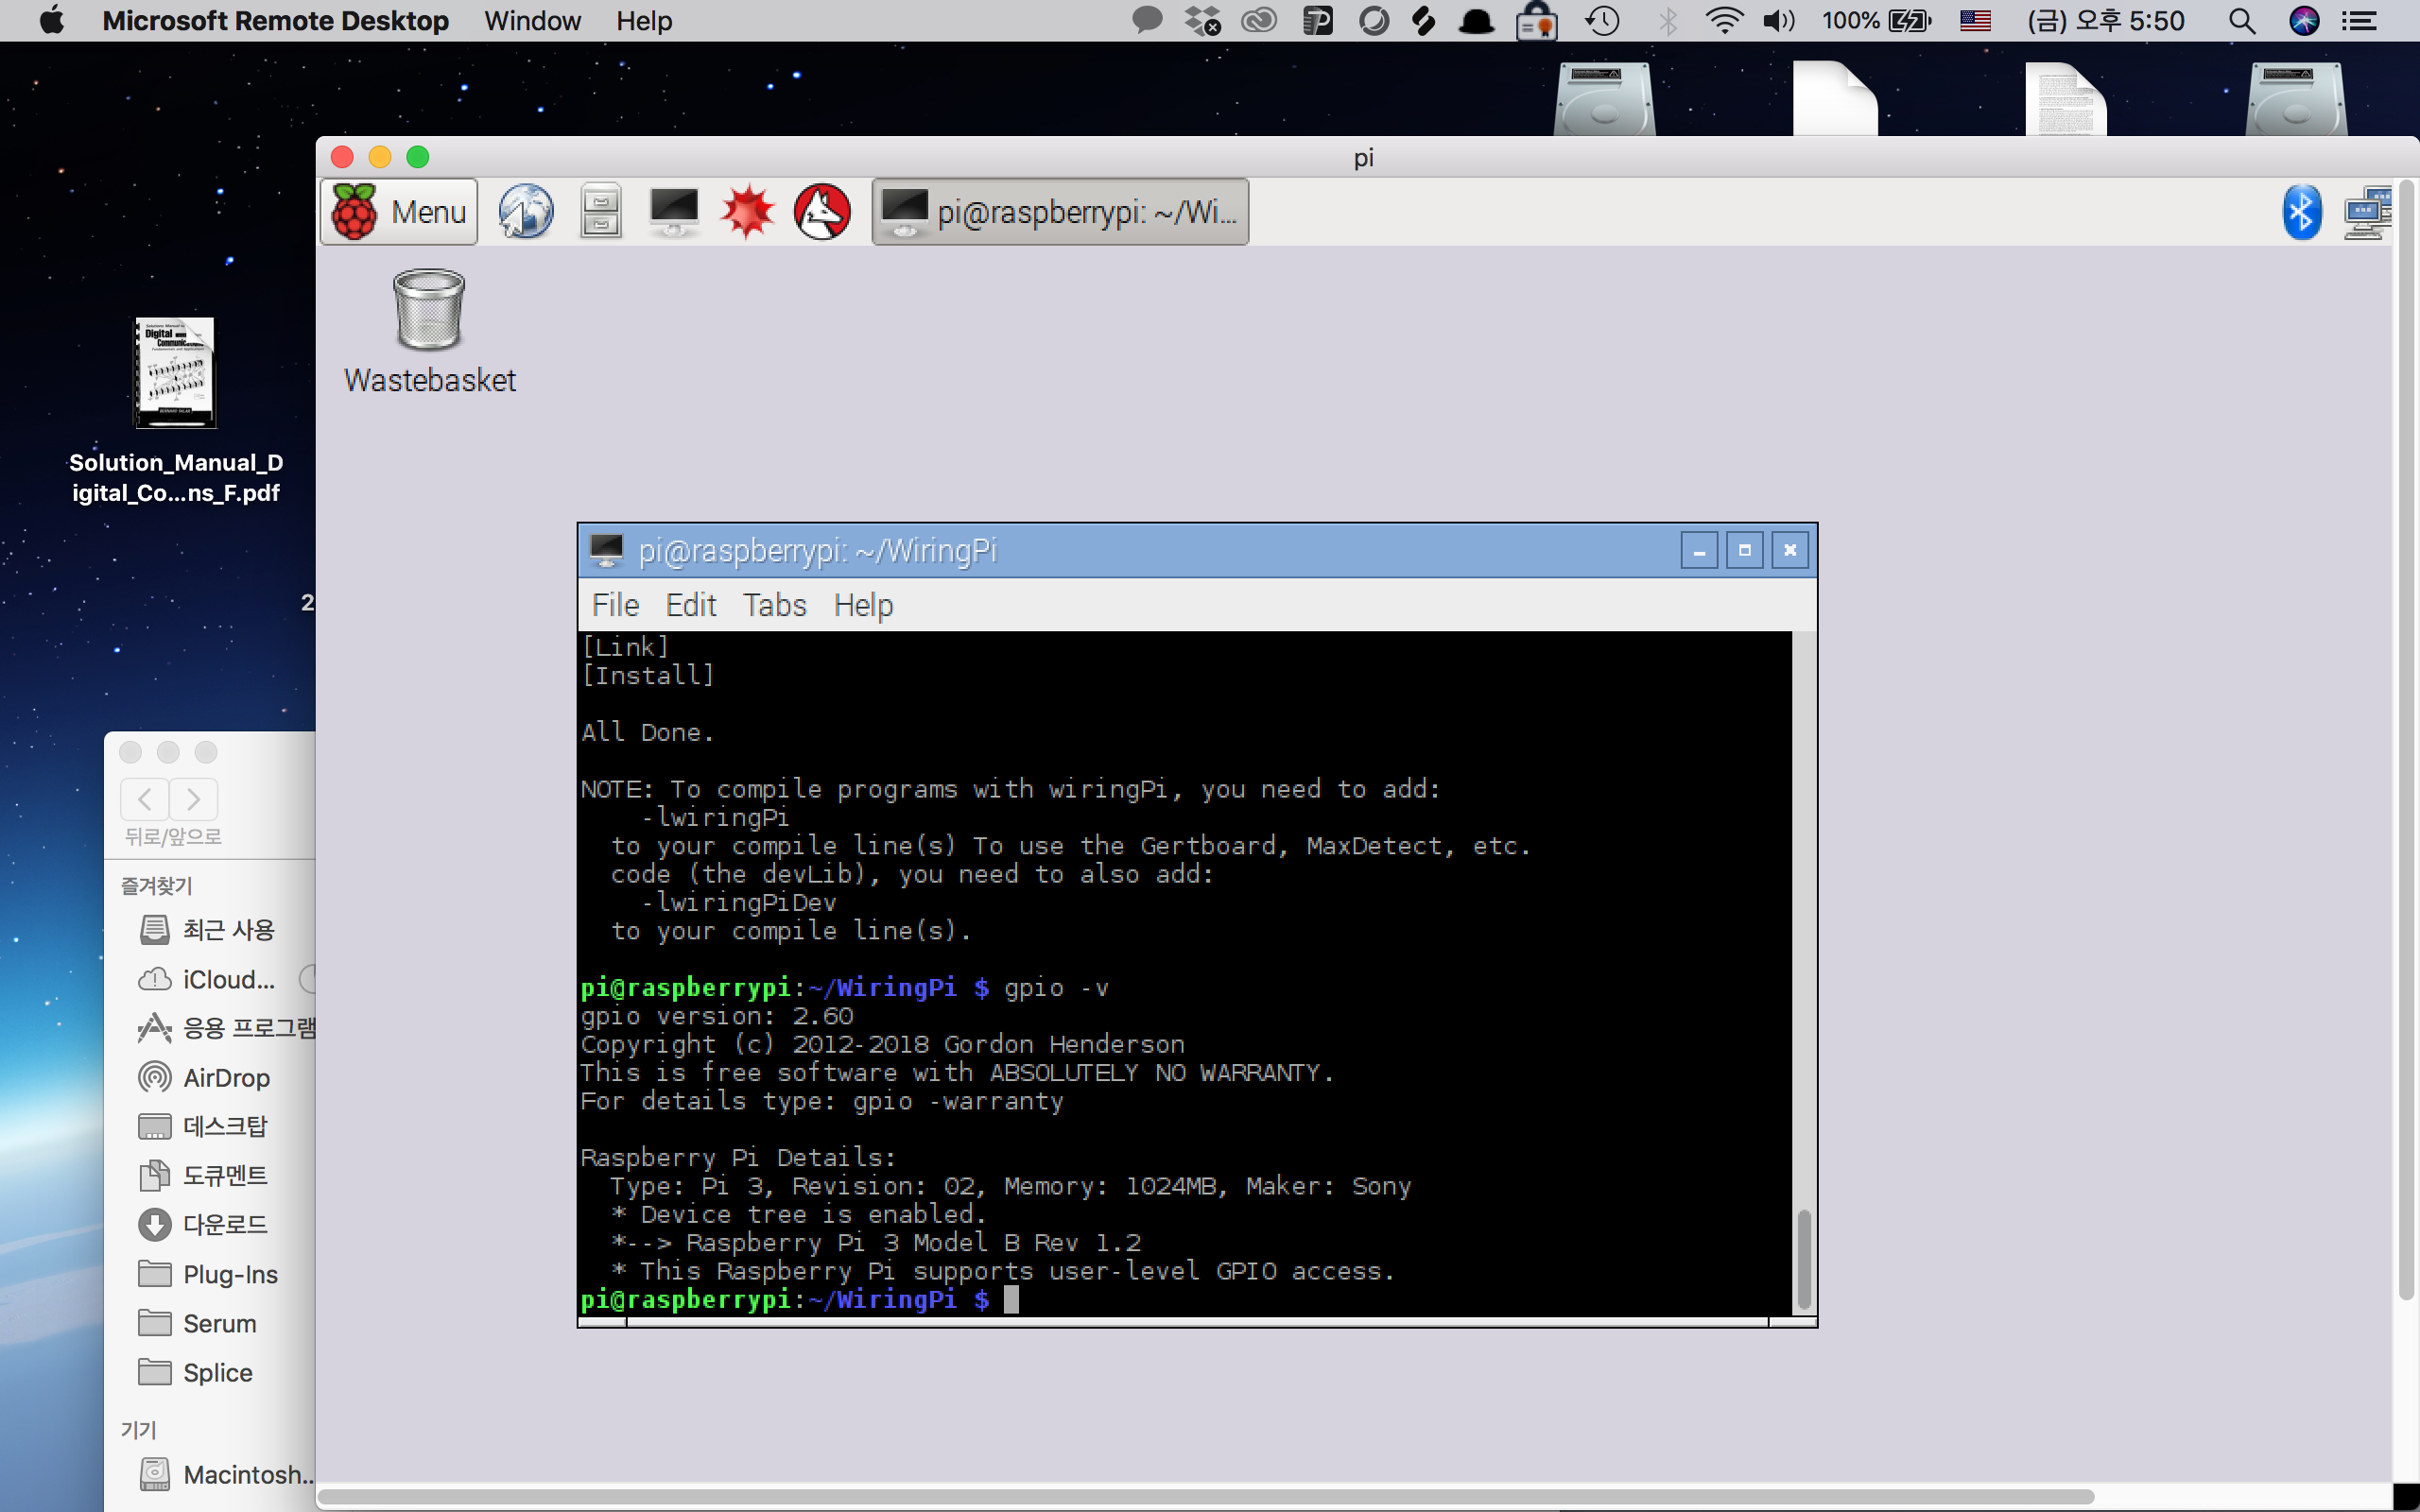 Microsoft Remote Desktop Window Help 100% (금) 오후 5:50
pi
Menu pi@raspberrypi: ~/Wi...
Wastebasket
Digital
Solution_Manual_D
igital_Co...ns_F.pdf
2
pi@raspberrypi: ~/WiringPi
File Edit Tabs Help
[Link]
[Install]
All Done.
NOTE: To compile programs with wiringPi, you need to add:
-lwiringPi
to your compile line(s) To use the Gertboard, MaxDetect, etc.
code (the devLib), you need to also add:
-lwiringPiDev
to your compile line(s).
pi@raspberrypi:~/WiringPi $ gpio -v
gpio version: 2.60
Copyright (c) 2012-2018 Gordon Henderson
This is free software with ABSOLUTELY NO WARRANTY.
For details type: gpio -warranty
Raspberry Pi Details:
Type: Pi 3, Revision: 02, Memory: 1024MB, Maker: Sony
* Device tree is enabled.
*--> Raspberry Pi 3 Model B Rev 1.2
* This Raspberry Pi supports user-level GPIO access.
pi@raspberrypi:~/WiringPi $
뒤로/앞으로
즐겨찾기
최근 사용
iCloud...
응용 프로그램
AirDrop
데스크탑
도큐멘트
다운로드
Plug-Ins
Serum
Splice
기기
Macintosh...